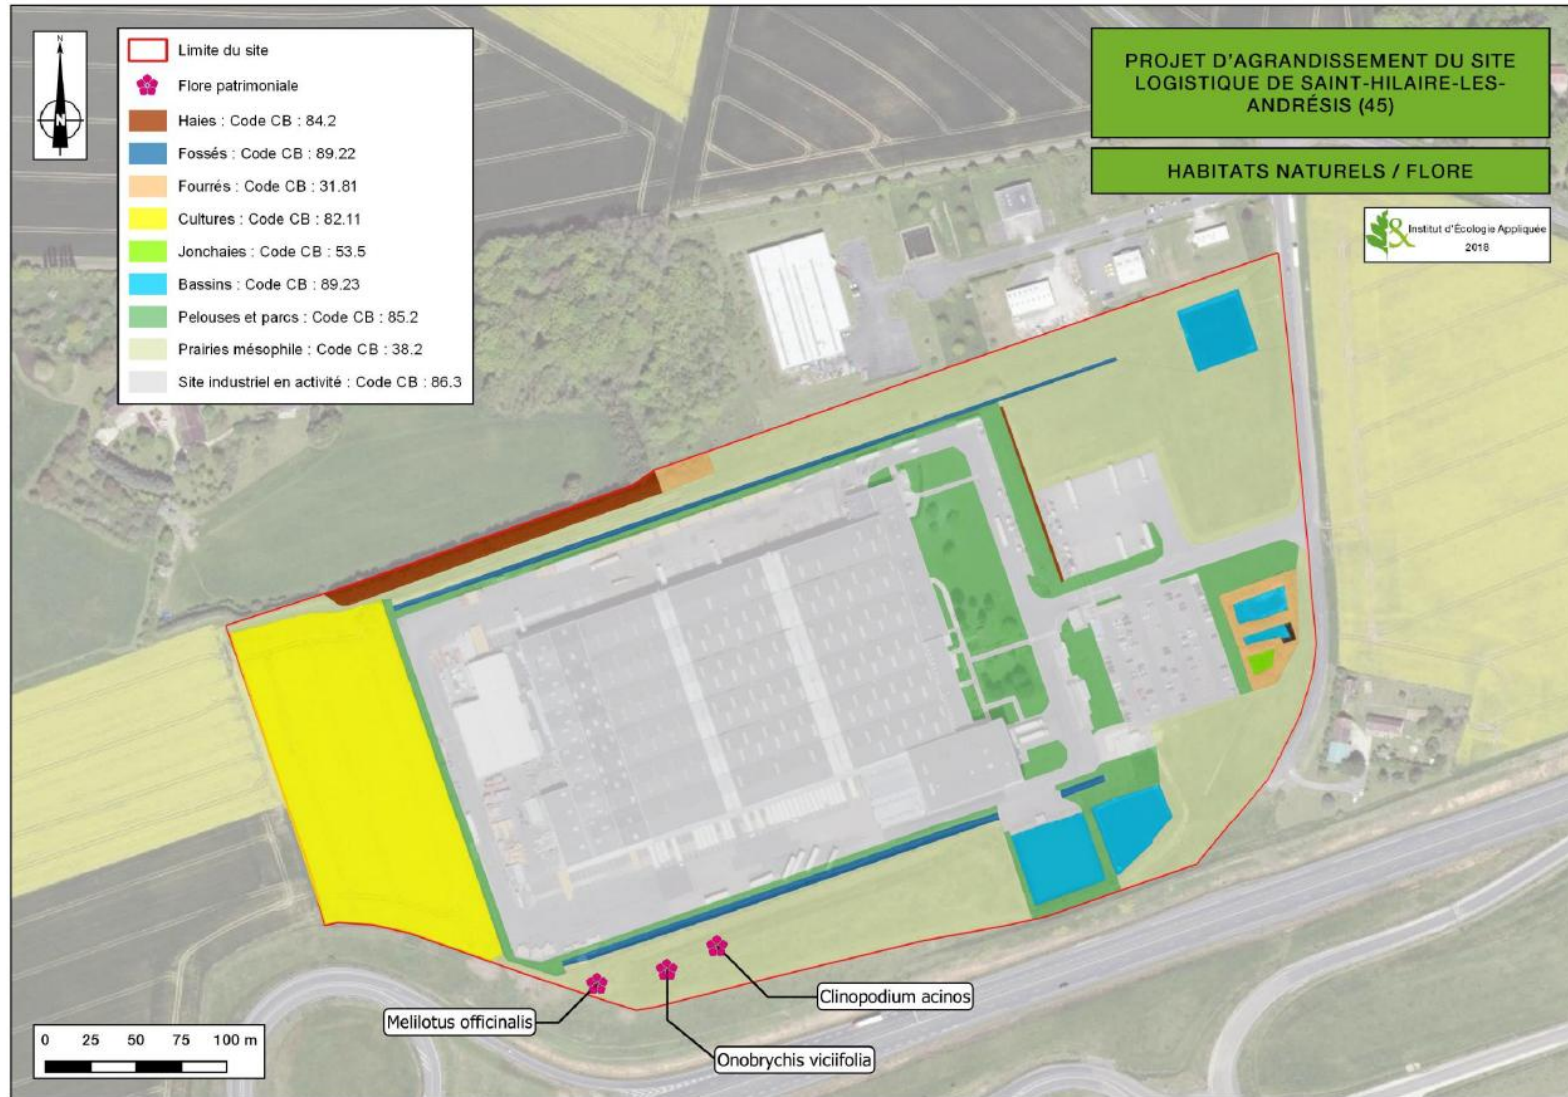 N
N
Limite du site
Flore patrimoniale
Haies : Code CB : 84.2
Fossés : Code CB : 89.22
Fourrés : Code CB : 31.81
Cultures : Code CB : 82.11
Jonchaies : Code CB : 53.5
Bassins : Code CB : 89.23
Pelouses et parcs : Code CB : 85.2
Prairies mésophile : Code CB : 38.2
Site industriel en activité : Code CB : 86.3
PROJET D'AGRANDISSEMENT DU SITE
LOGISTIQUE DE SAINT-HILAIRE-LES-
ANDRÉSIS (45)
HABITATS NATURELS / FLORE
& Institut d'Écologie Appliquée
2018
Clinopodium acinos
Melilotus officinalis
Onobrychis viciifolia
0 25 50 75 100 m